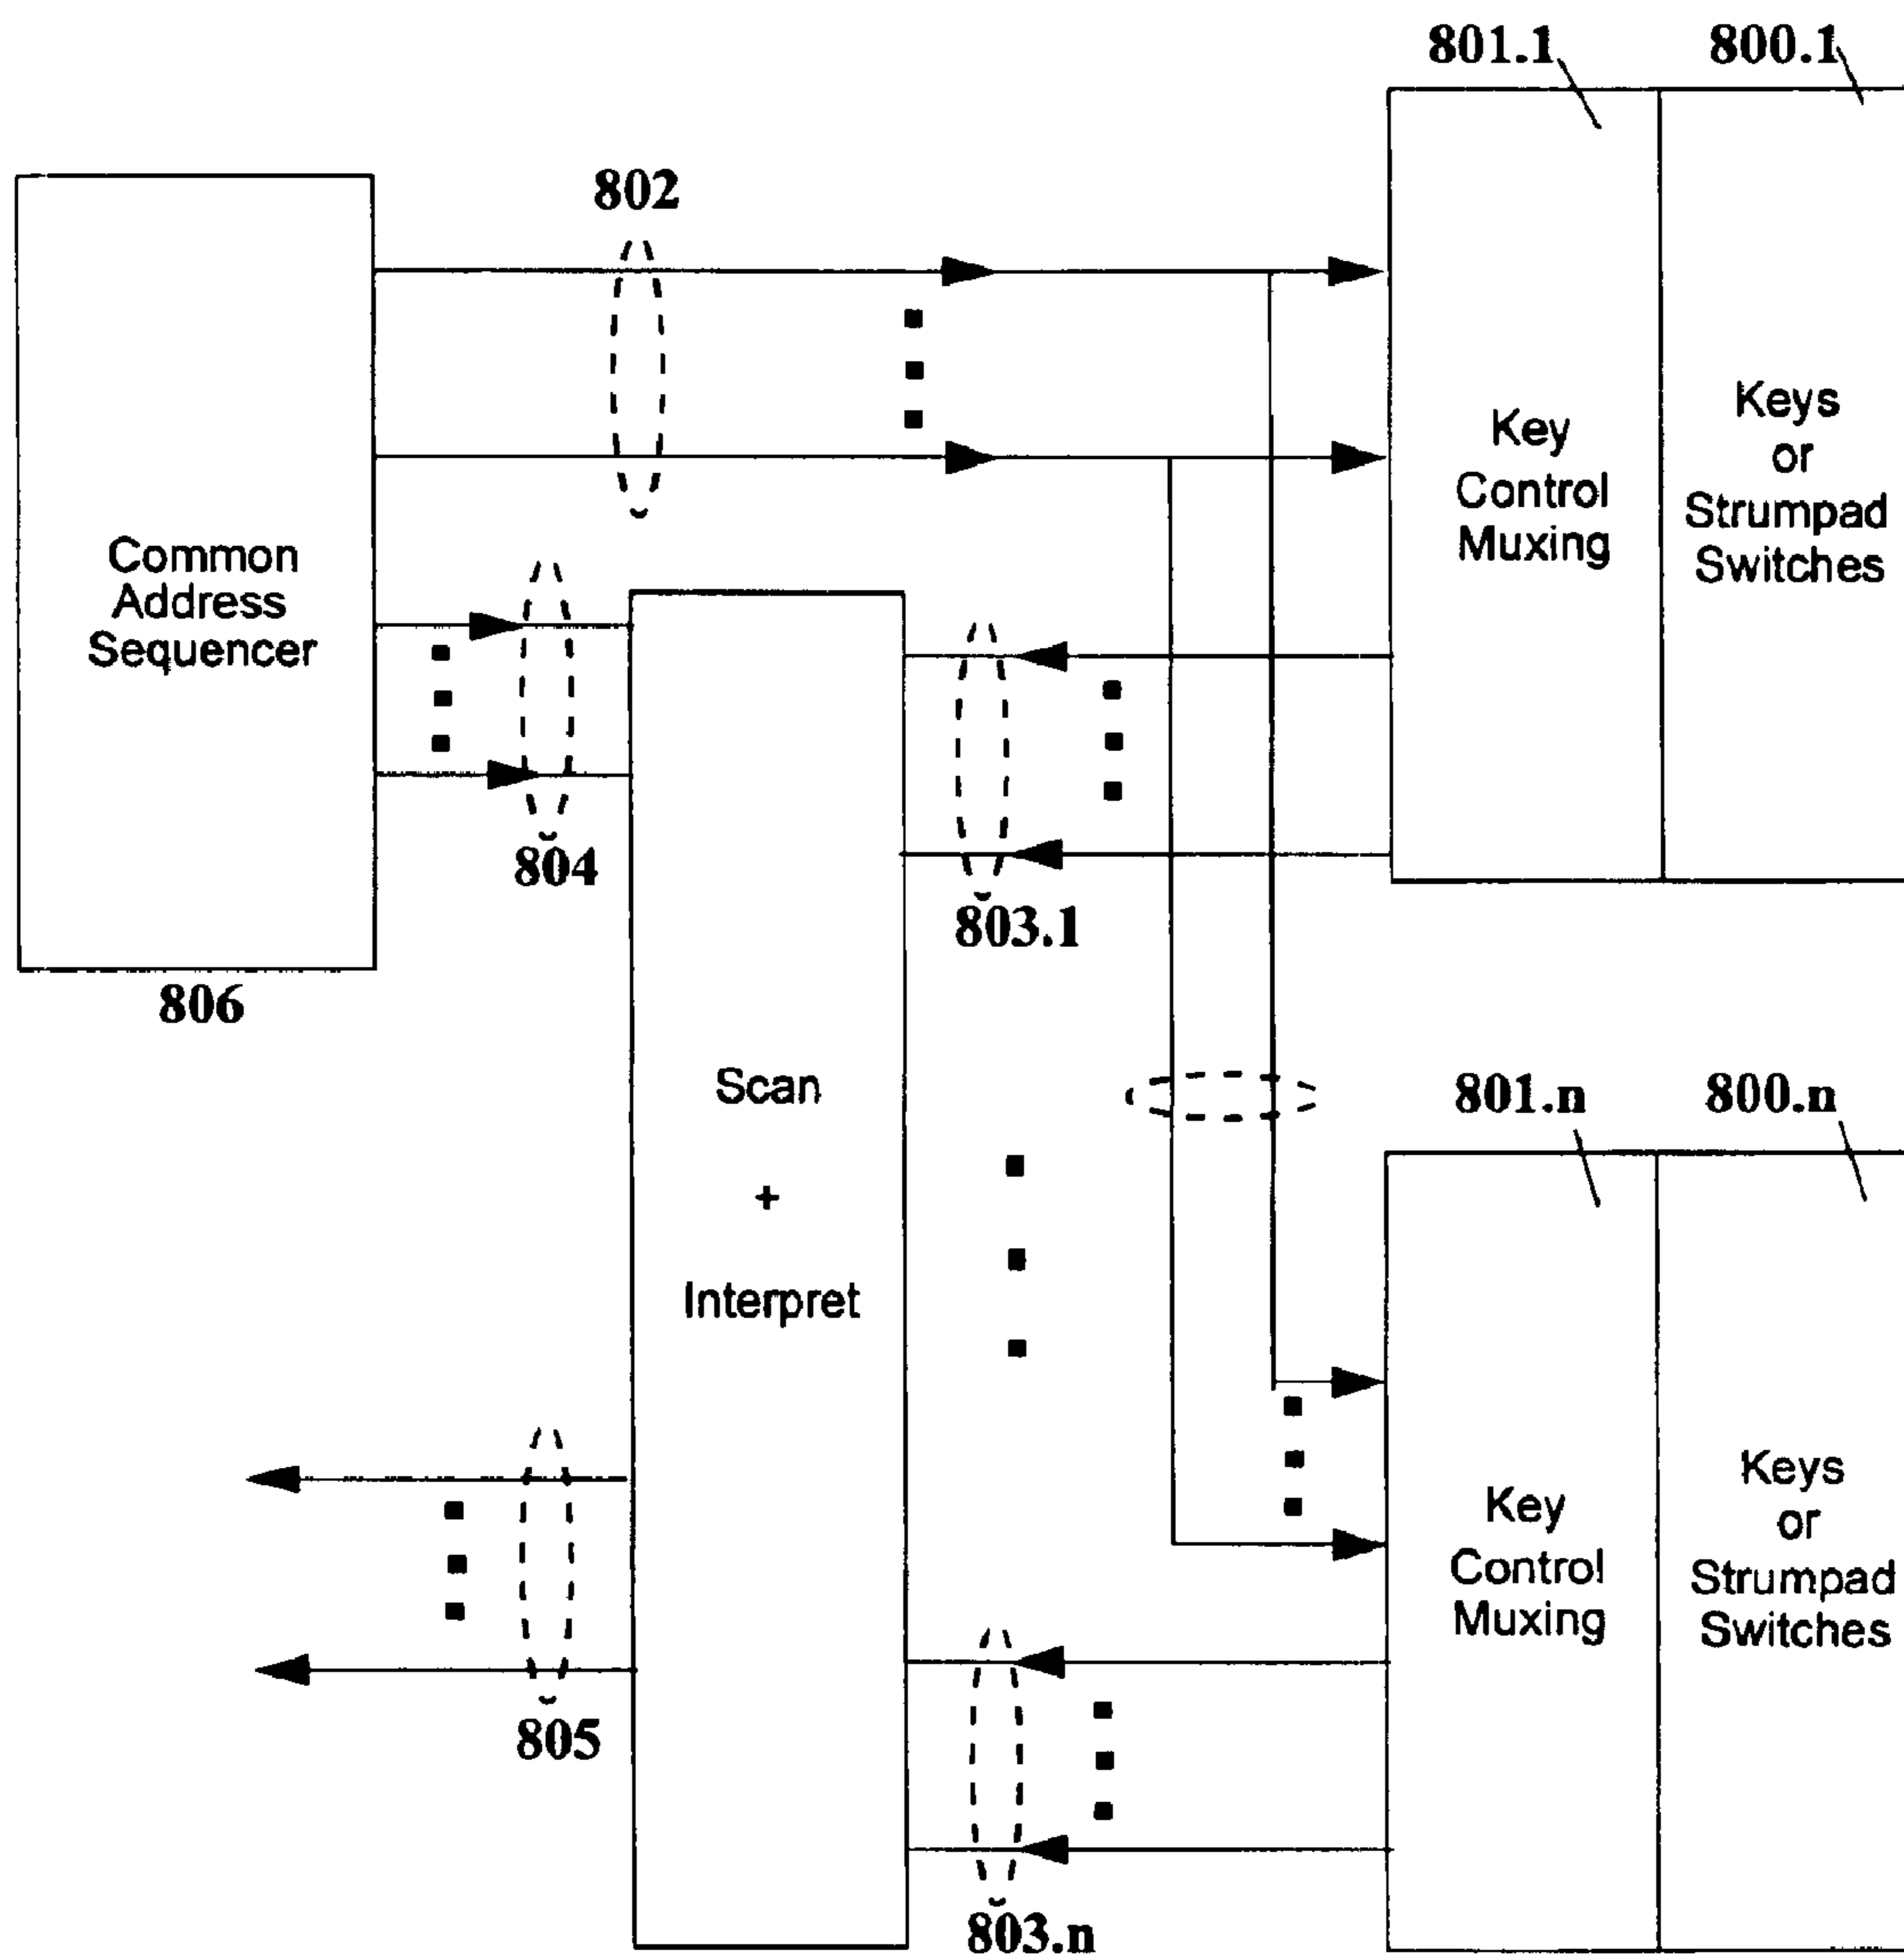 801.1
800.1
802
Common
Address
Sequencer
Key
Control
Muxing
Keys
or
Strumpad
Switches
804
803.1
806
Scan
+
Interpret
801.n
800.n
Key
Control
Muxing
Keys
or
Strumpad
Switches
805
803.n